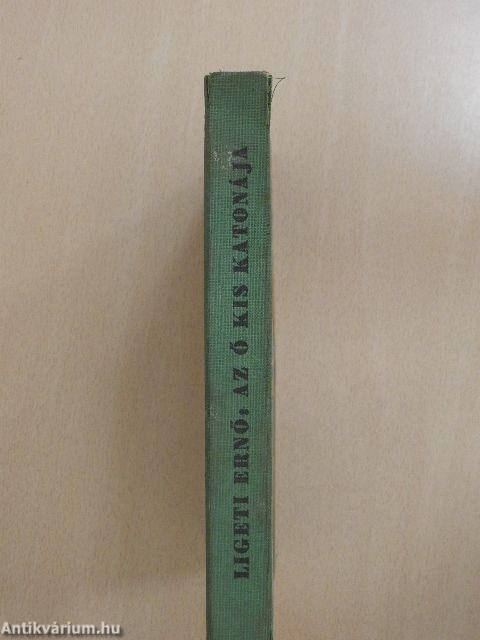 LIGETI ERNŐ, AZ Ő KIS KATONÁJA
Antikvárium.hu